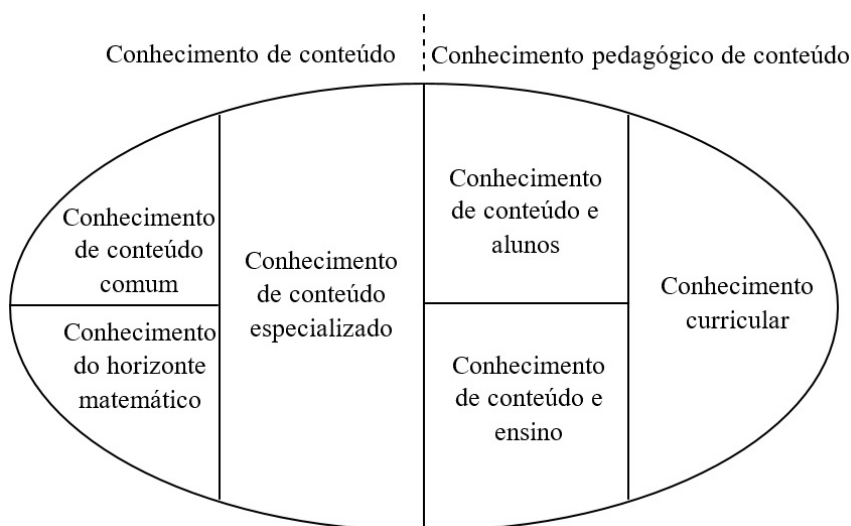 Conhecimento de conteúdo
Conhecimento pedagógico de conteúdo
Conhecimento
de conteúdo
comum
Conhecimento
do horizonte
matemático
Conhecimento
de conteúdo
especializado
Conhecimento
de conteúdo e
alunos
Conhecimento
de conteúdo e
ensino
Conhecimento
curricular